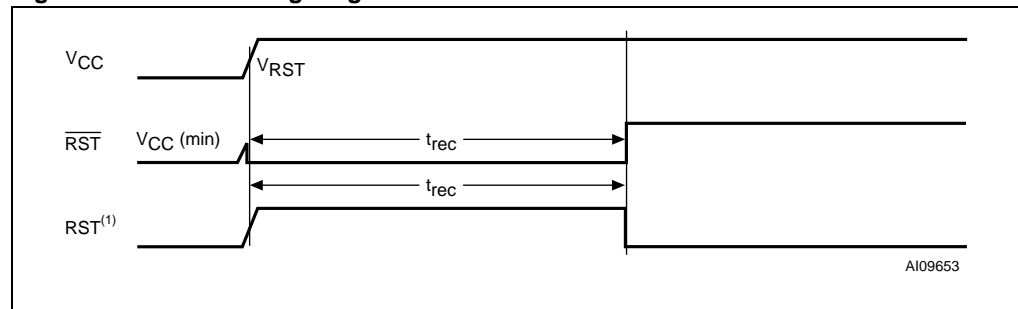 VCC
VRST
RST
VCC (min)
trec
trec
RST(1)
AI09653